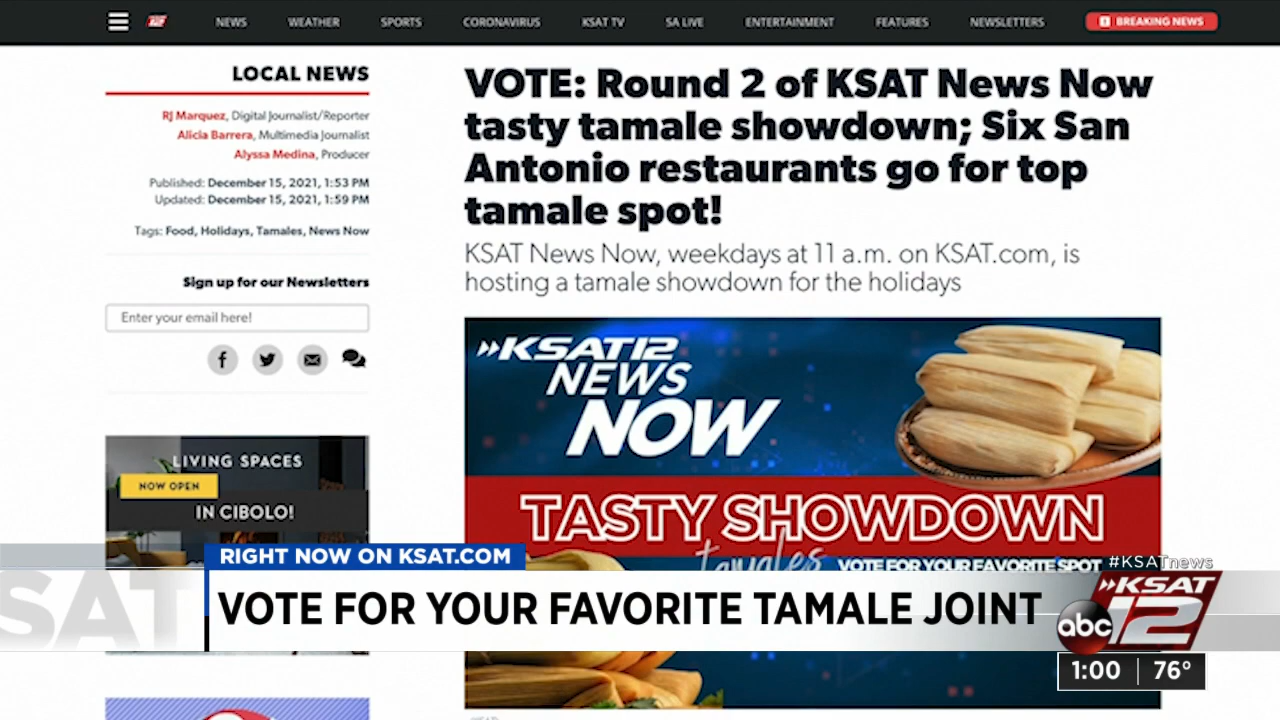 NEWS WEATHER SPORTS CORONAVIRUS KSAT TV SA LIVE ENTERTAINMENT FEATURES NEWSLETTERS BREAKING NEWS
LOCAL NEWS
RJ Marquez, Digital Journalist/Reporter
Alicia Barrera, Multimedia Journalist
Alyssa Medina, Producer
Published: December 15, 2021, 1:53 PM
Updated: December 15, 2021, 1:59 PM
Tags: Food, Holidays, Tamales, News Now
Sign up for our Newsletters
Enter your email here!
LIVING SPACES
NOW OPEN
IN CIBOLO!
VOTE: Round 2 of KSAT News Now
tasty tamale showdown; Six San
Antonio restaurants go for top
tamale spot!
KSAT News Now, weekdays at 11 a.m. on KSAT.com, is
hosting a tamale showdown for the holidays
KSAT12
NEWS
NOW
TASTY SHOWDOWN
tamales
VOTE FOR YOUR FAVORITE SPOT
#KSATnews
RIGHT NOW ON KSAT.COM
VOTE FOR YOUR FAVORITE TAMALE JOINT
KSAT
abc
KSAT
12
1:00 76°